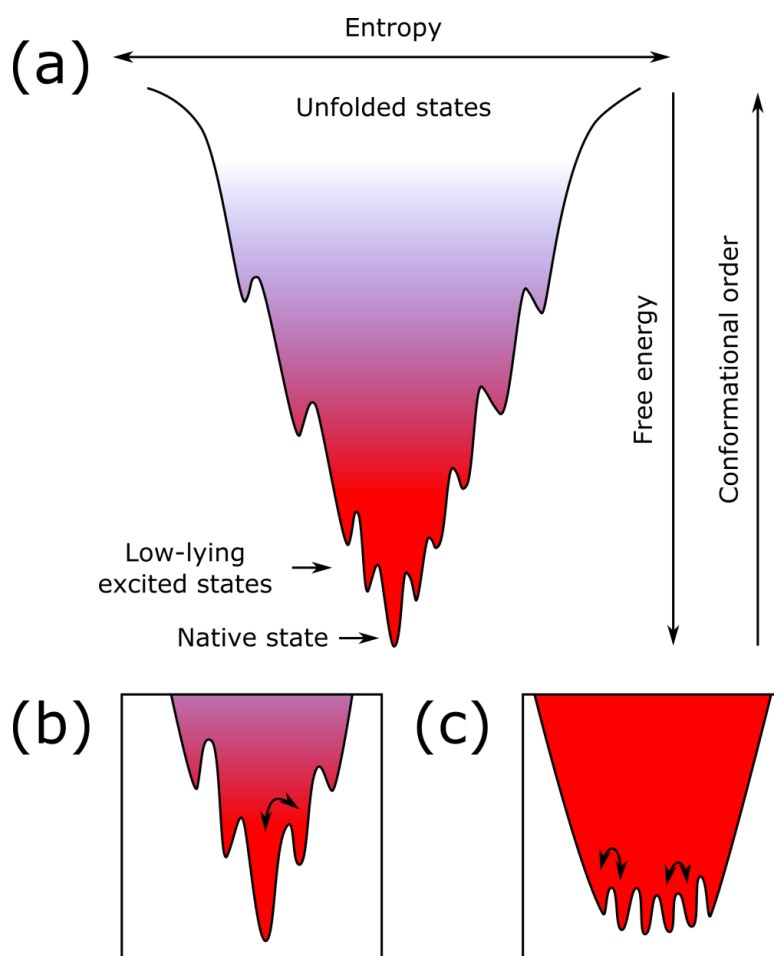 Entropy
(a)
Unfolded states
Free energy
Conformational order
Low-lying
excited states
Native state
(b)
(c)